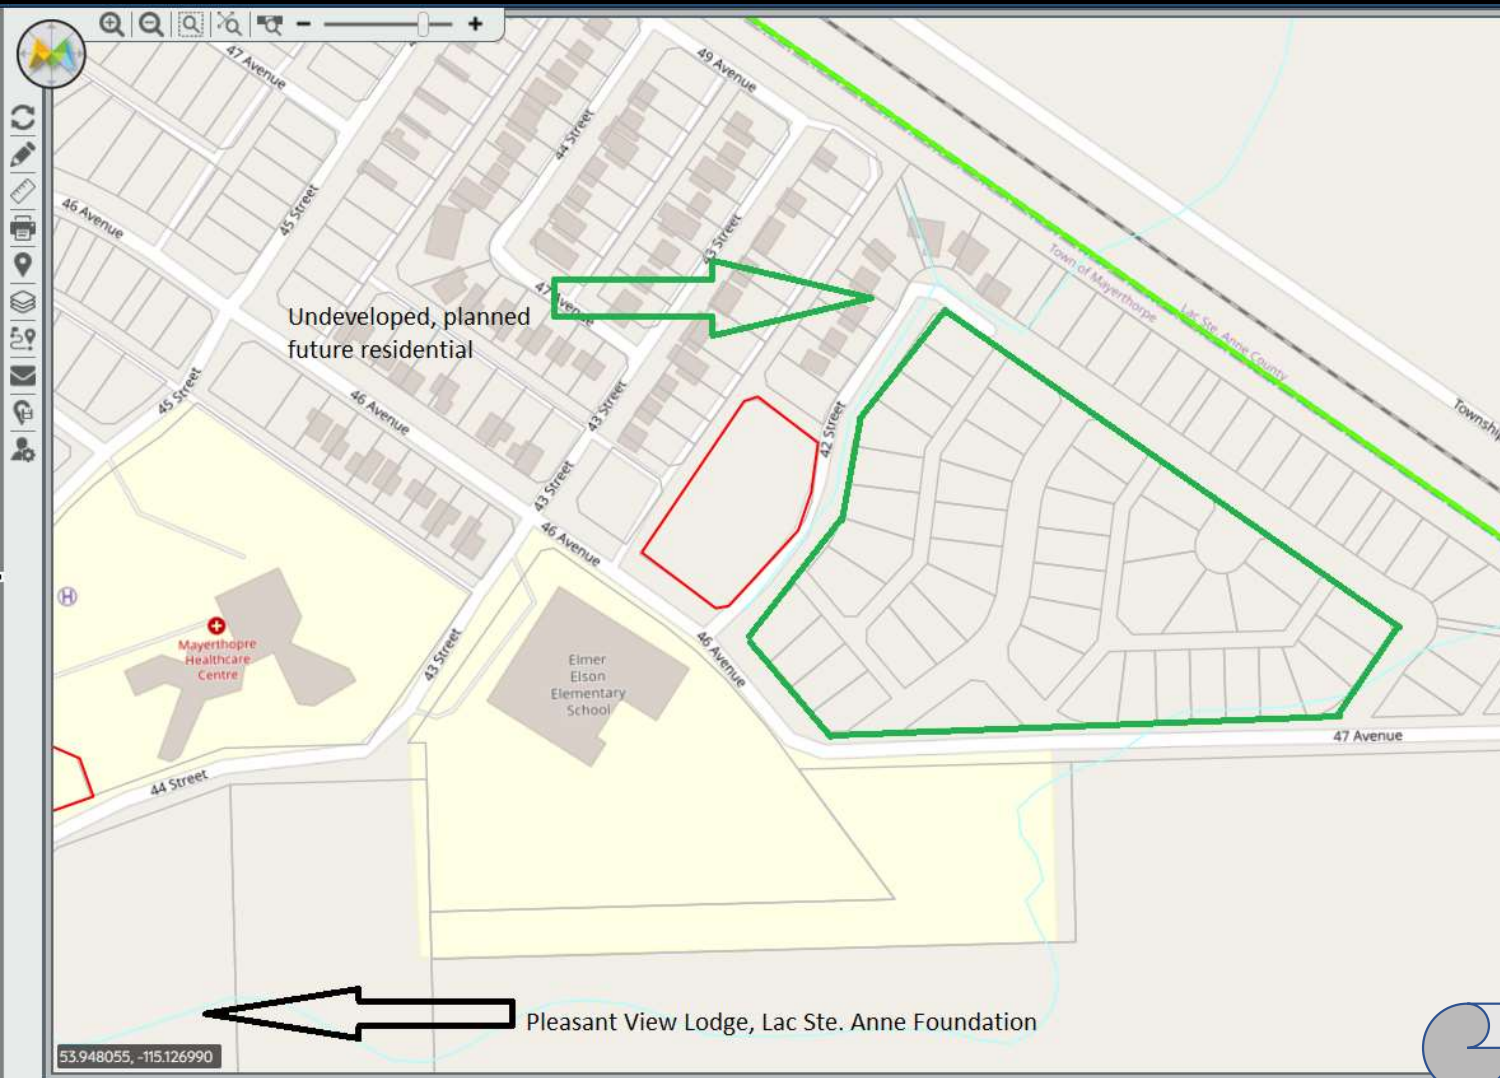 47 Avenue
49 Avenue
44 Street
45 Street
46 Avenue
43 Street
Town of Mayerthorpe
Lac Ste. Anne County
47 Avenue
Undeveloped, planned
future residential
45 Street
46 Avenue
43 Street
42 Street
Township
43 Street
46 Avenue
H
Mayerthopre
Healthcare
Centre
43 Street
Elmer
Elson
Elementary
School
46 Avenue
47 Avenue
44 Street
Pleasant View Lodge, Lac Ste. Anne Foundation
53.948055, -115.126990